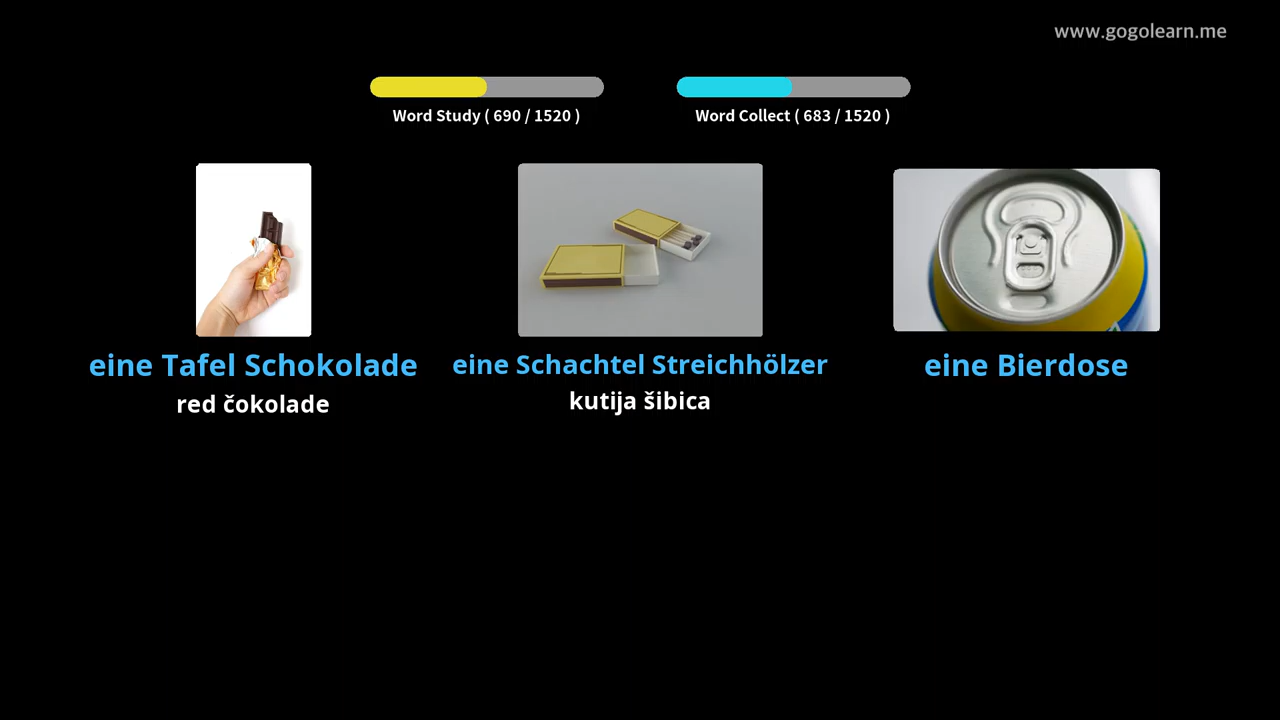 www.gogolearn.me
Word Study ( 690 / 1520 )
Word Collect ( 683 / 1520 )
eine Tafel Schokolade
red čokolade
eine Schachtel Streichhölzer
kutija šibica
eine Bierdose